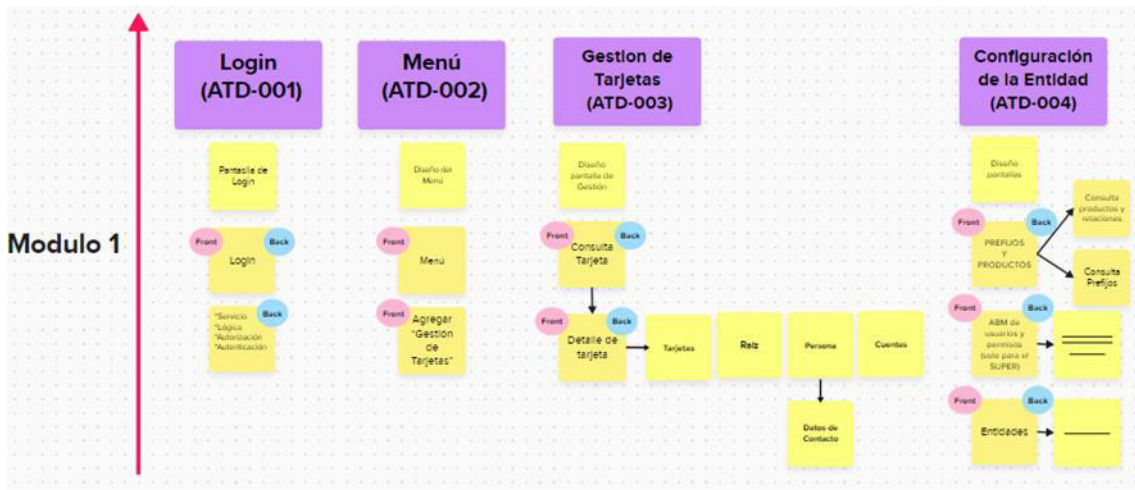 Login
(ATD-001)
Menú
(ATD-002)
Gestion de
Tarjetas
(ATD-003)
Configuración
de la Entidad
(ATD-004)
Modulo 1
Pantaslla de
Login
Front
Back
Login
Back
*Servicio
*Lógica
*Autorización
*Autenticación
Diseño del
Menú
Front
Menú
Front
Agregar
"Gestión
de
Tarjetas"
Diseño
pantalla de
Gestión
Front
Back
Consulta
Tarjeta
Front
Back
Detalle de
tarjeta
Tarjetas
Raiz
Persona
Cuentas
Datos de
Contacto
Diseño
pantallas
Front
Back
PREFIJOS
Y
PRODUCTOS
Consulta
productos y
relaciones
Consulta
Prefijos
Front
Back
ABM de
usuarios y
permisos
(solo para el
SUPER)
Front
Back
Entidades